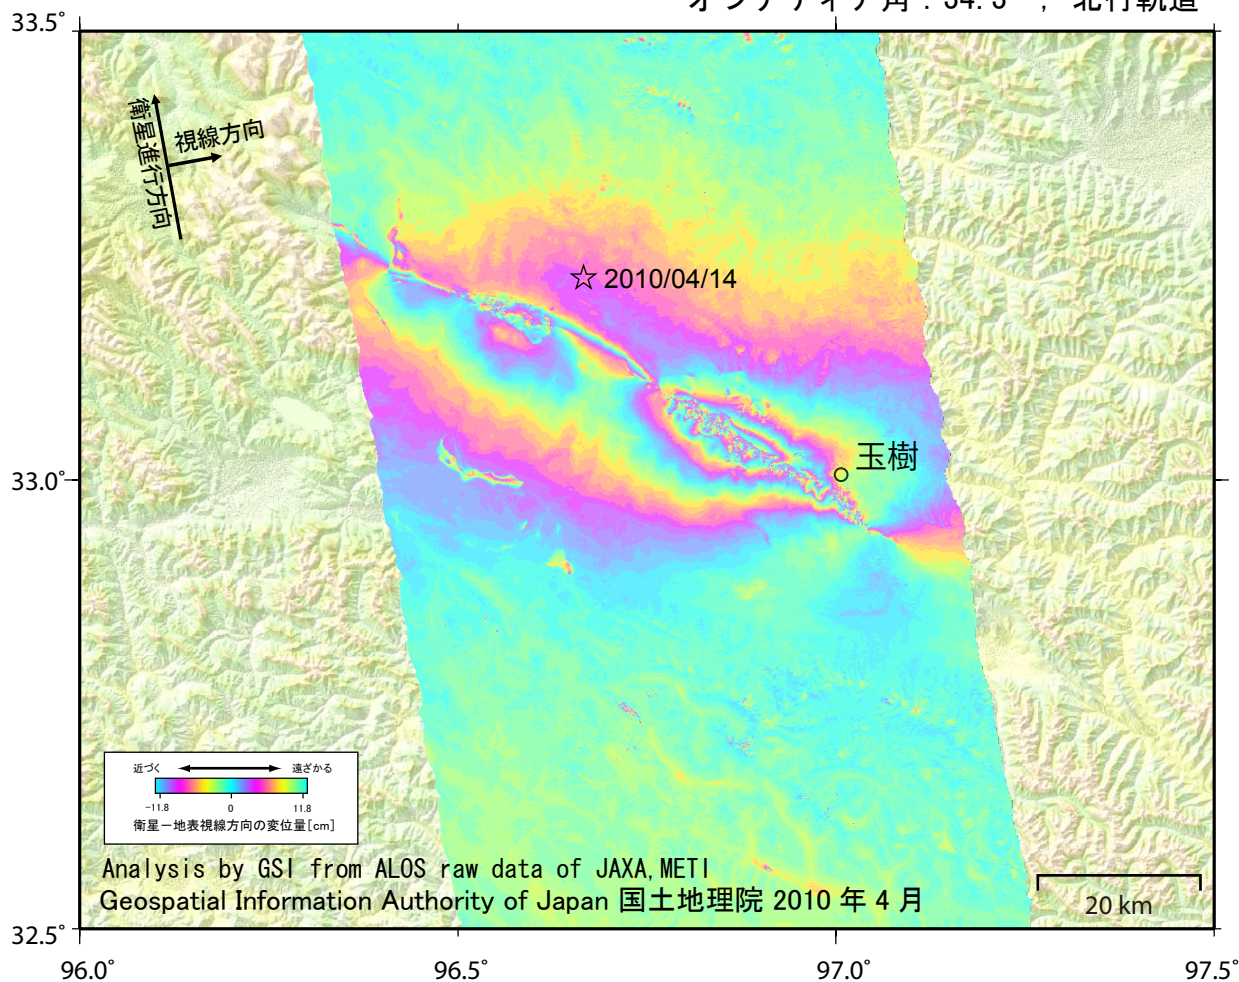 33.5°
衛星進行方向
視線方向
2010/04/14
33.0°
玉樹
近づく 遠ざかる
-11.8 0 11.8
衛星－地表視線方向の変位量[cm]
Analysis by GSI from ALOS raw data of JAXA,METI
Geospatial Information Authority of Japan 国土地理院 2010 年 4 月
20 km
32.5°
96.0° 96.5° 97.0° 97.5°